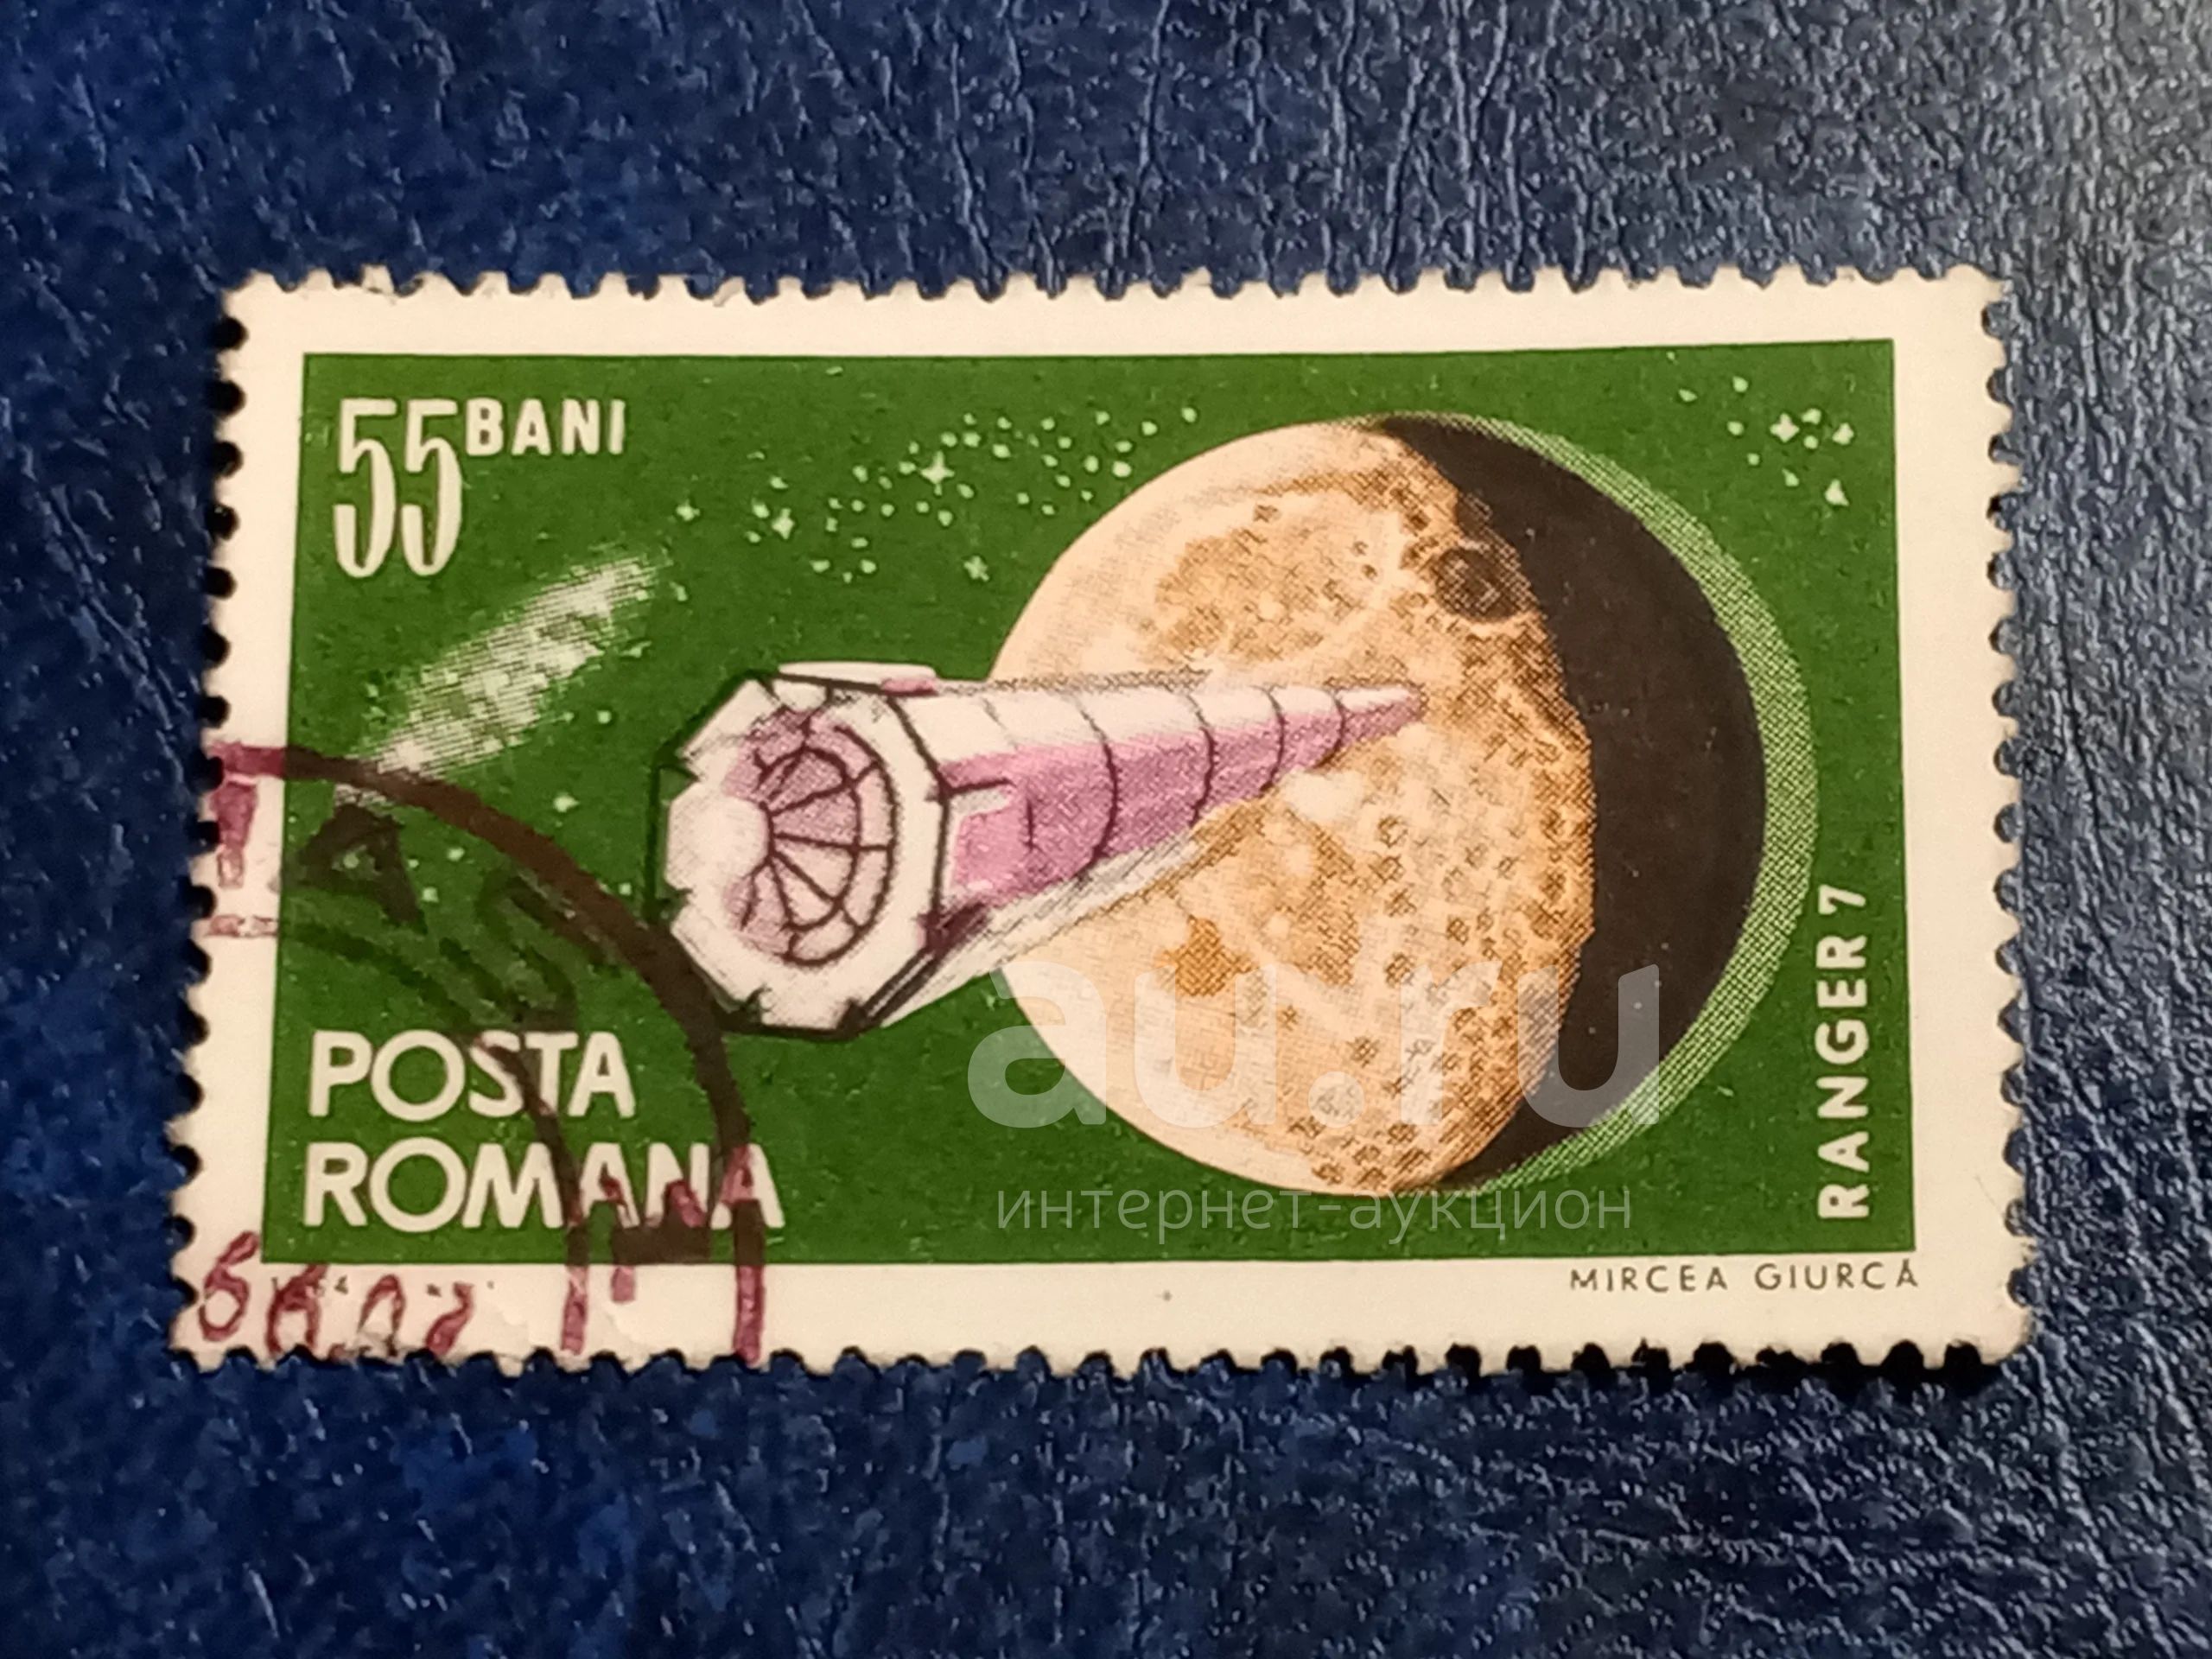 55 BANI
POSTA
ROMANA
RANGER 7
MIRCEA GIURCĂ
au.ru
интернет-аукцион